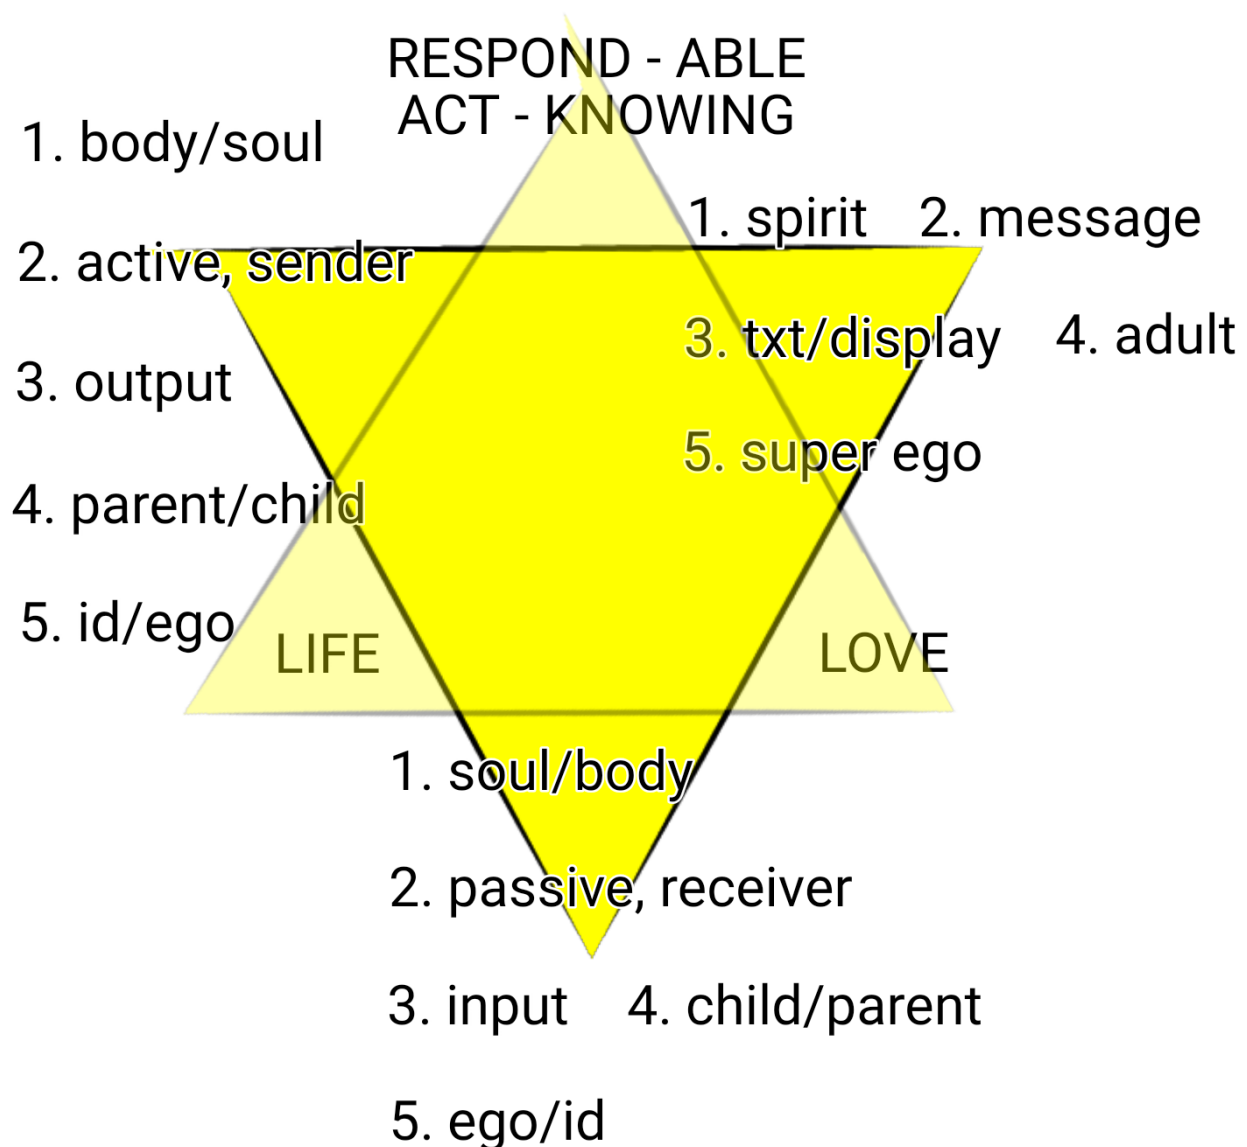 RESPOND - ABLE
ACT - KNOWING
1. body/soul
2. active, sender
3. output
4. parent/child
5. id/ego
1. spirit 2. message
3. txt/display 4. adult
5. super ego
LIFE
LOVE
1. soul/body
2. passive, receiver
3. input 4. child/parent
5. ego/id